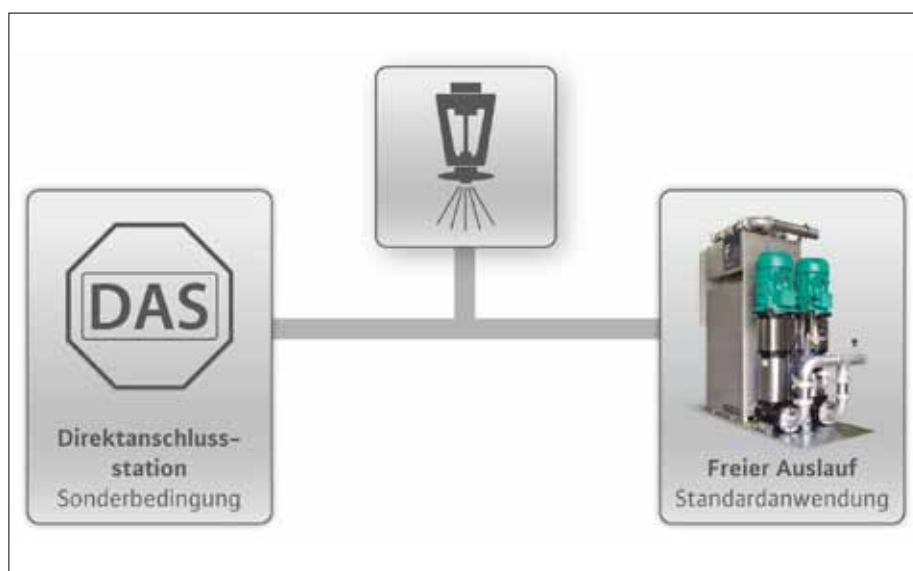 DAS
Direktanschluss-
station
Sonderbedingung
Freier Auslauf
Standardanwendung